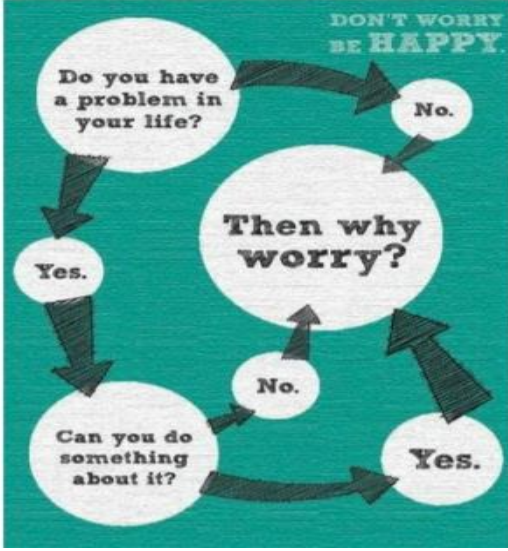 DON'T WORRY
BE HAPPY.
Do you have
a problem in
your life?
No.
Then why
worry?
Yes.
No.
Can you do
something
about it?
Yes.